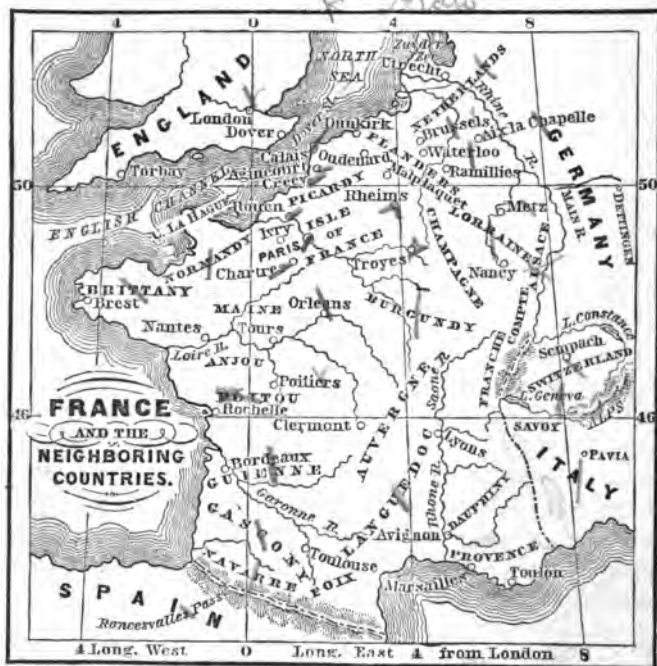 4 0 4 8
NORTH SEA
Zuyder Ze
Utrecht
ENGLAND
London
Dover
Dover
Dunkirk
NETHERLANDS
Rhine R.
Brussels
Aix la Chapelle
Calais
Oudenard
FLANDERS
Waterloo
GERMANY
Torbay
Agincourt
Malplaquet
Ramillies
50
50
Crecy
ENGLISH CHANNEL
C. LA HAGUE
Rouen
PICARDY
Rheims
Metz
MAIN R.
DETTINGEN
Ivry
ISLE OF FRANCE
PARIS
LORRAINE
ALSACE
NORMANDY
Chartres
Troyes
CHAMPAGNE
Nancy
BRITTANY
Brest
MAINE
Orleans
BURGUNDY
FRANCHE COMPTE
L. Constance
Nantes
Tours
Sempach
Loire R.
ANJOU
SWITZERLAND
Poitiers
Saone R.
L. Geneva
ALPS
POITOU
46
46
Rochelle
SAVOY
Clermont
AUVERGNE
FRANCE
AND THE
NEIGHBORING
COUNTRIES.
Lyons
ITALY
PAVIA
Bordeaux
GUIENNE
LANGUEDOC
Rhone R.
DAUPHINY
Garonne R.
GASCONY
Avignon
Toulouse
PROVENCE
NAVARRE
FOIX
Marsailles
Toulon
SPAIN
Roncesvalles Pass
4 Long. West 0 Long. East 4 from London 8